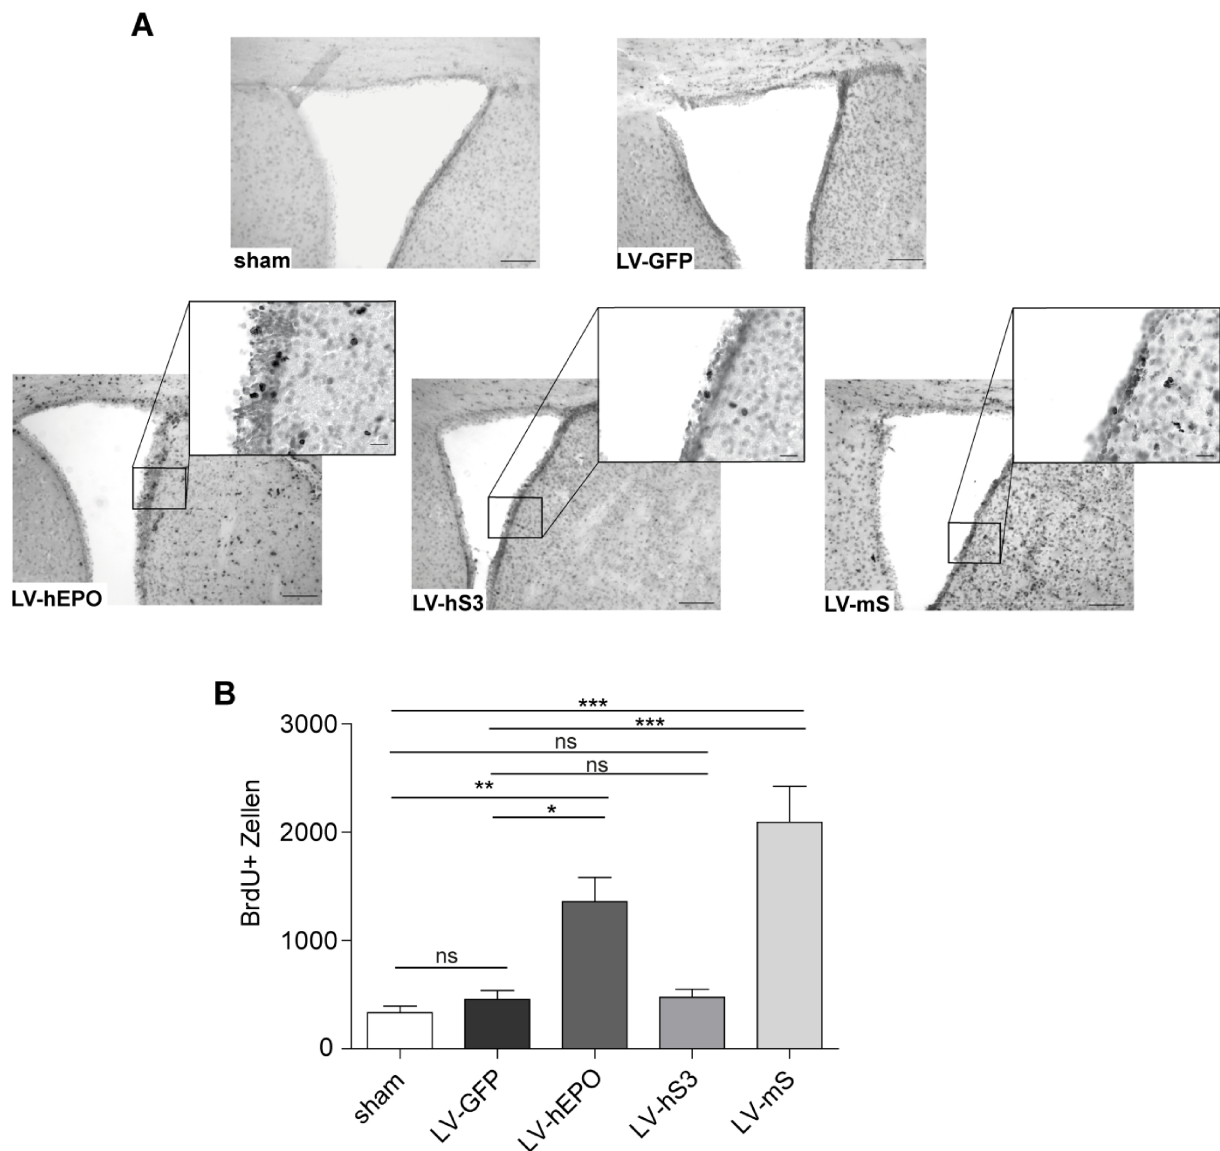 A
sham
LV-GFP
LV-hEPO
LV-hS3
LV-mS
B
***
***
ns
ns
**
*
ns
3000
2000
1000
0
BrdU+ Zellen
sham
LV-GFP
LV-hEPO
LV-hS3
LV-mS